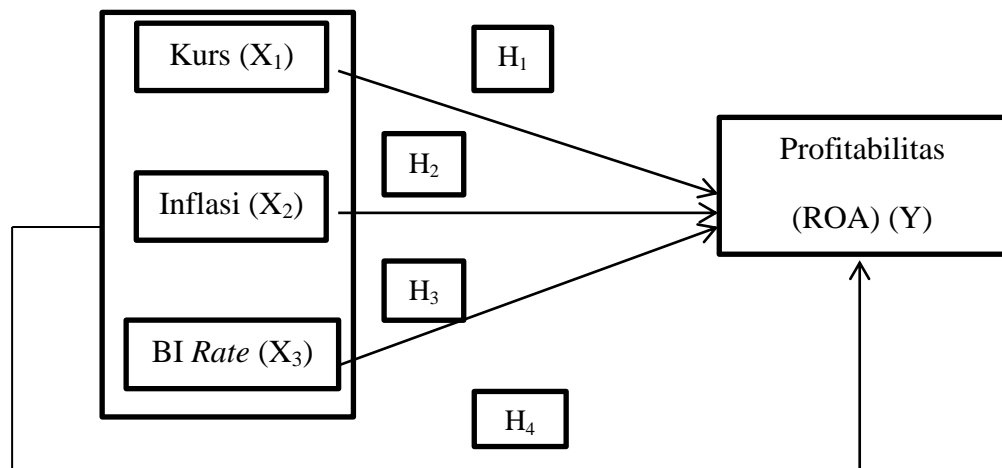 Kurs (X₁)
H₁
H₂
Profitabilitas
(ROA) (Y)
Inflasi (X₂)
H₃
BI Rate (X₃)
H₄